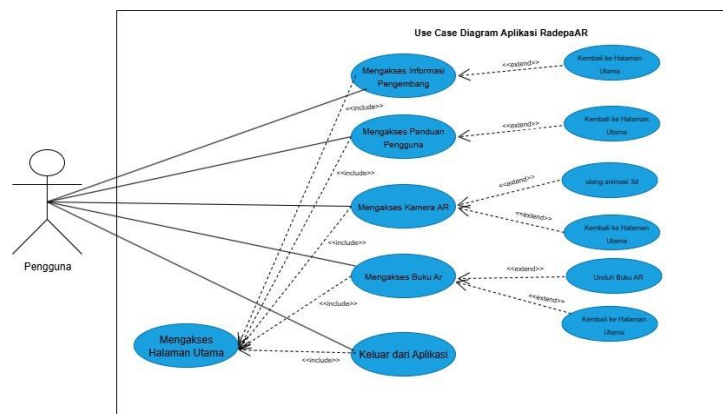 Use Case Diagram Aplikasi RadepaAR
Mengakses Informasi
Pengembang
<<extend>>
Kembali ke Halaman
Utama
<<include>>
Mengakses Panduan
Pengguna
<<extend>>
Kembali ke Halaman
Utama
<<include>>
Mengakses Kamera AR
<<extend>>
ulang animasi 3d
<<extend>>
Kembali ke Halaman
Utama
<<include>>
Pengguna
Mengakses Buku Ar
<<extend>>
Unduh Buku AR
<<extend>>
Kembali ke Halaman
Utama
<<include>>
Mengakses
Halaman Utama
<<include>>
Keluar dari Aplikasi